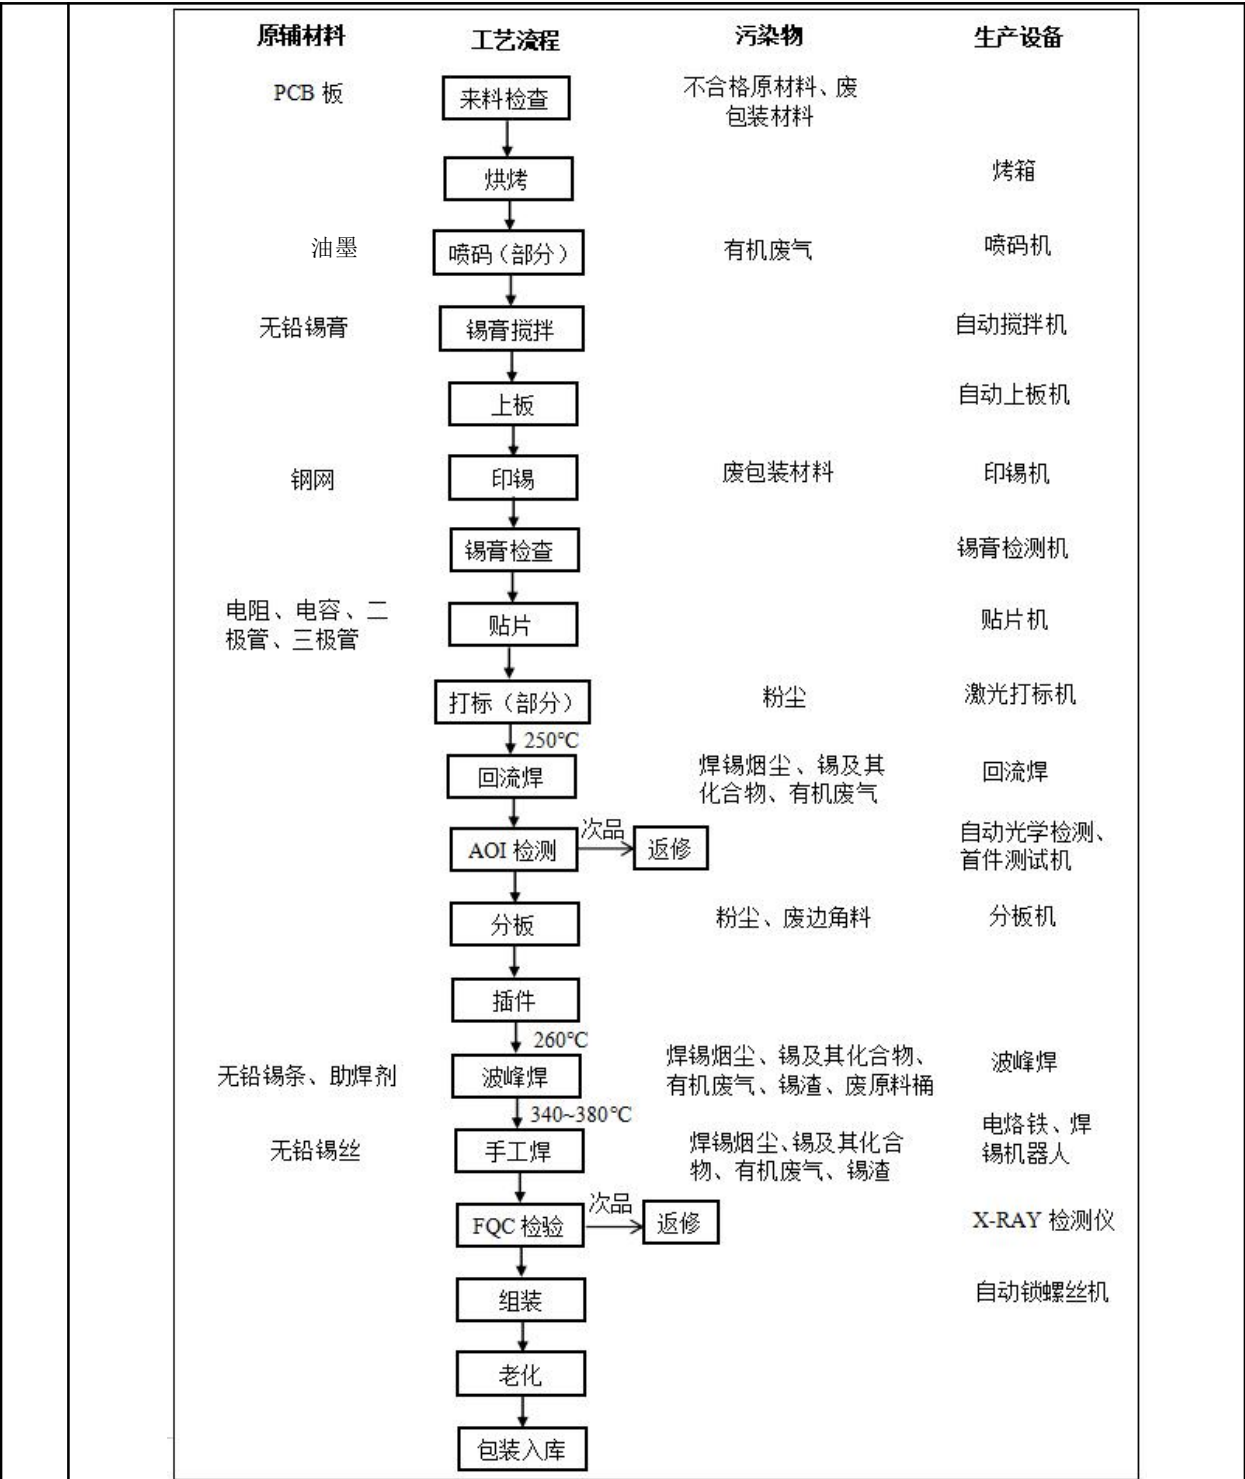 原辅材料 工艺流程 污染物 生产设备
PCB 板 来料检查 不合格原材料、废
包装材料
烘烤 烤箱
油墨 喷码（部分） 有机废气 喷码机
无铅锡膏 锡膏搅拌 自动搅拌机
上板 自动上板机
钢网 印锡 废包装材料 印锡机
锡膏检查 锡膏检测机
电阻、电容、二
极管、三极管 贴片 贴片机
打标（部分） 粉尘 激光打标机
250℃
回流焊 焊锡烟尘、锡及其
化合物、有机废气 回流焊
AOI 检测 次品 返修 自动光学检测、
首件测试机
分板 粉尘、废边角料 分板机
插件
260℃
无铅锡条、助焊剂 波峰焊 焊锡烟尘、锡及其化合物、
有机废气、锡渣、废原料桶 波峰焊
340~380℃
无铅锡丝 手工焊 焊锡烟尘、锡及其化合
物、有机废气、锡渣 电烙铁、焊
锡机器人
FQC 检验 次品 返修 X-RAY 检测仪
组装 自动锁螺丝机
老化
包装入库